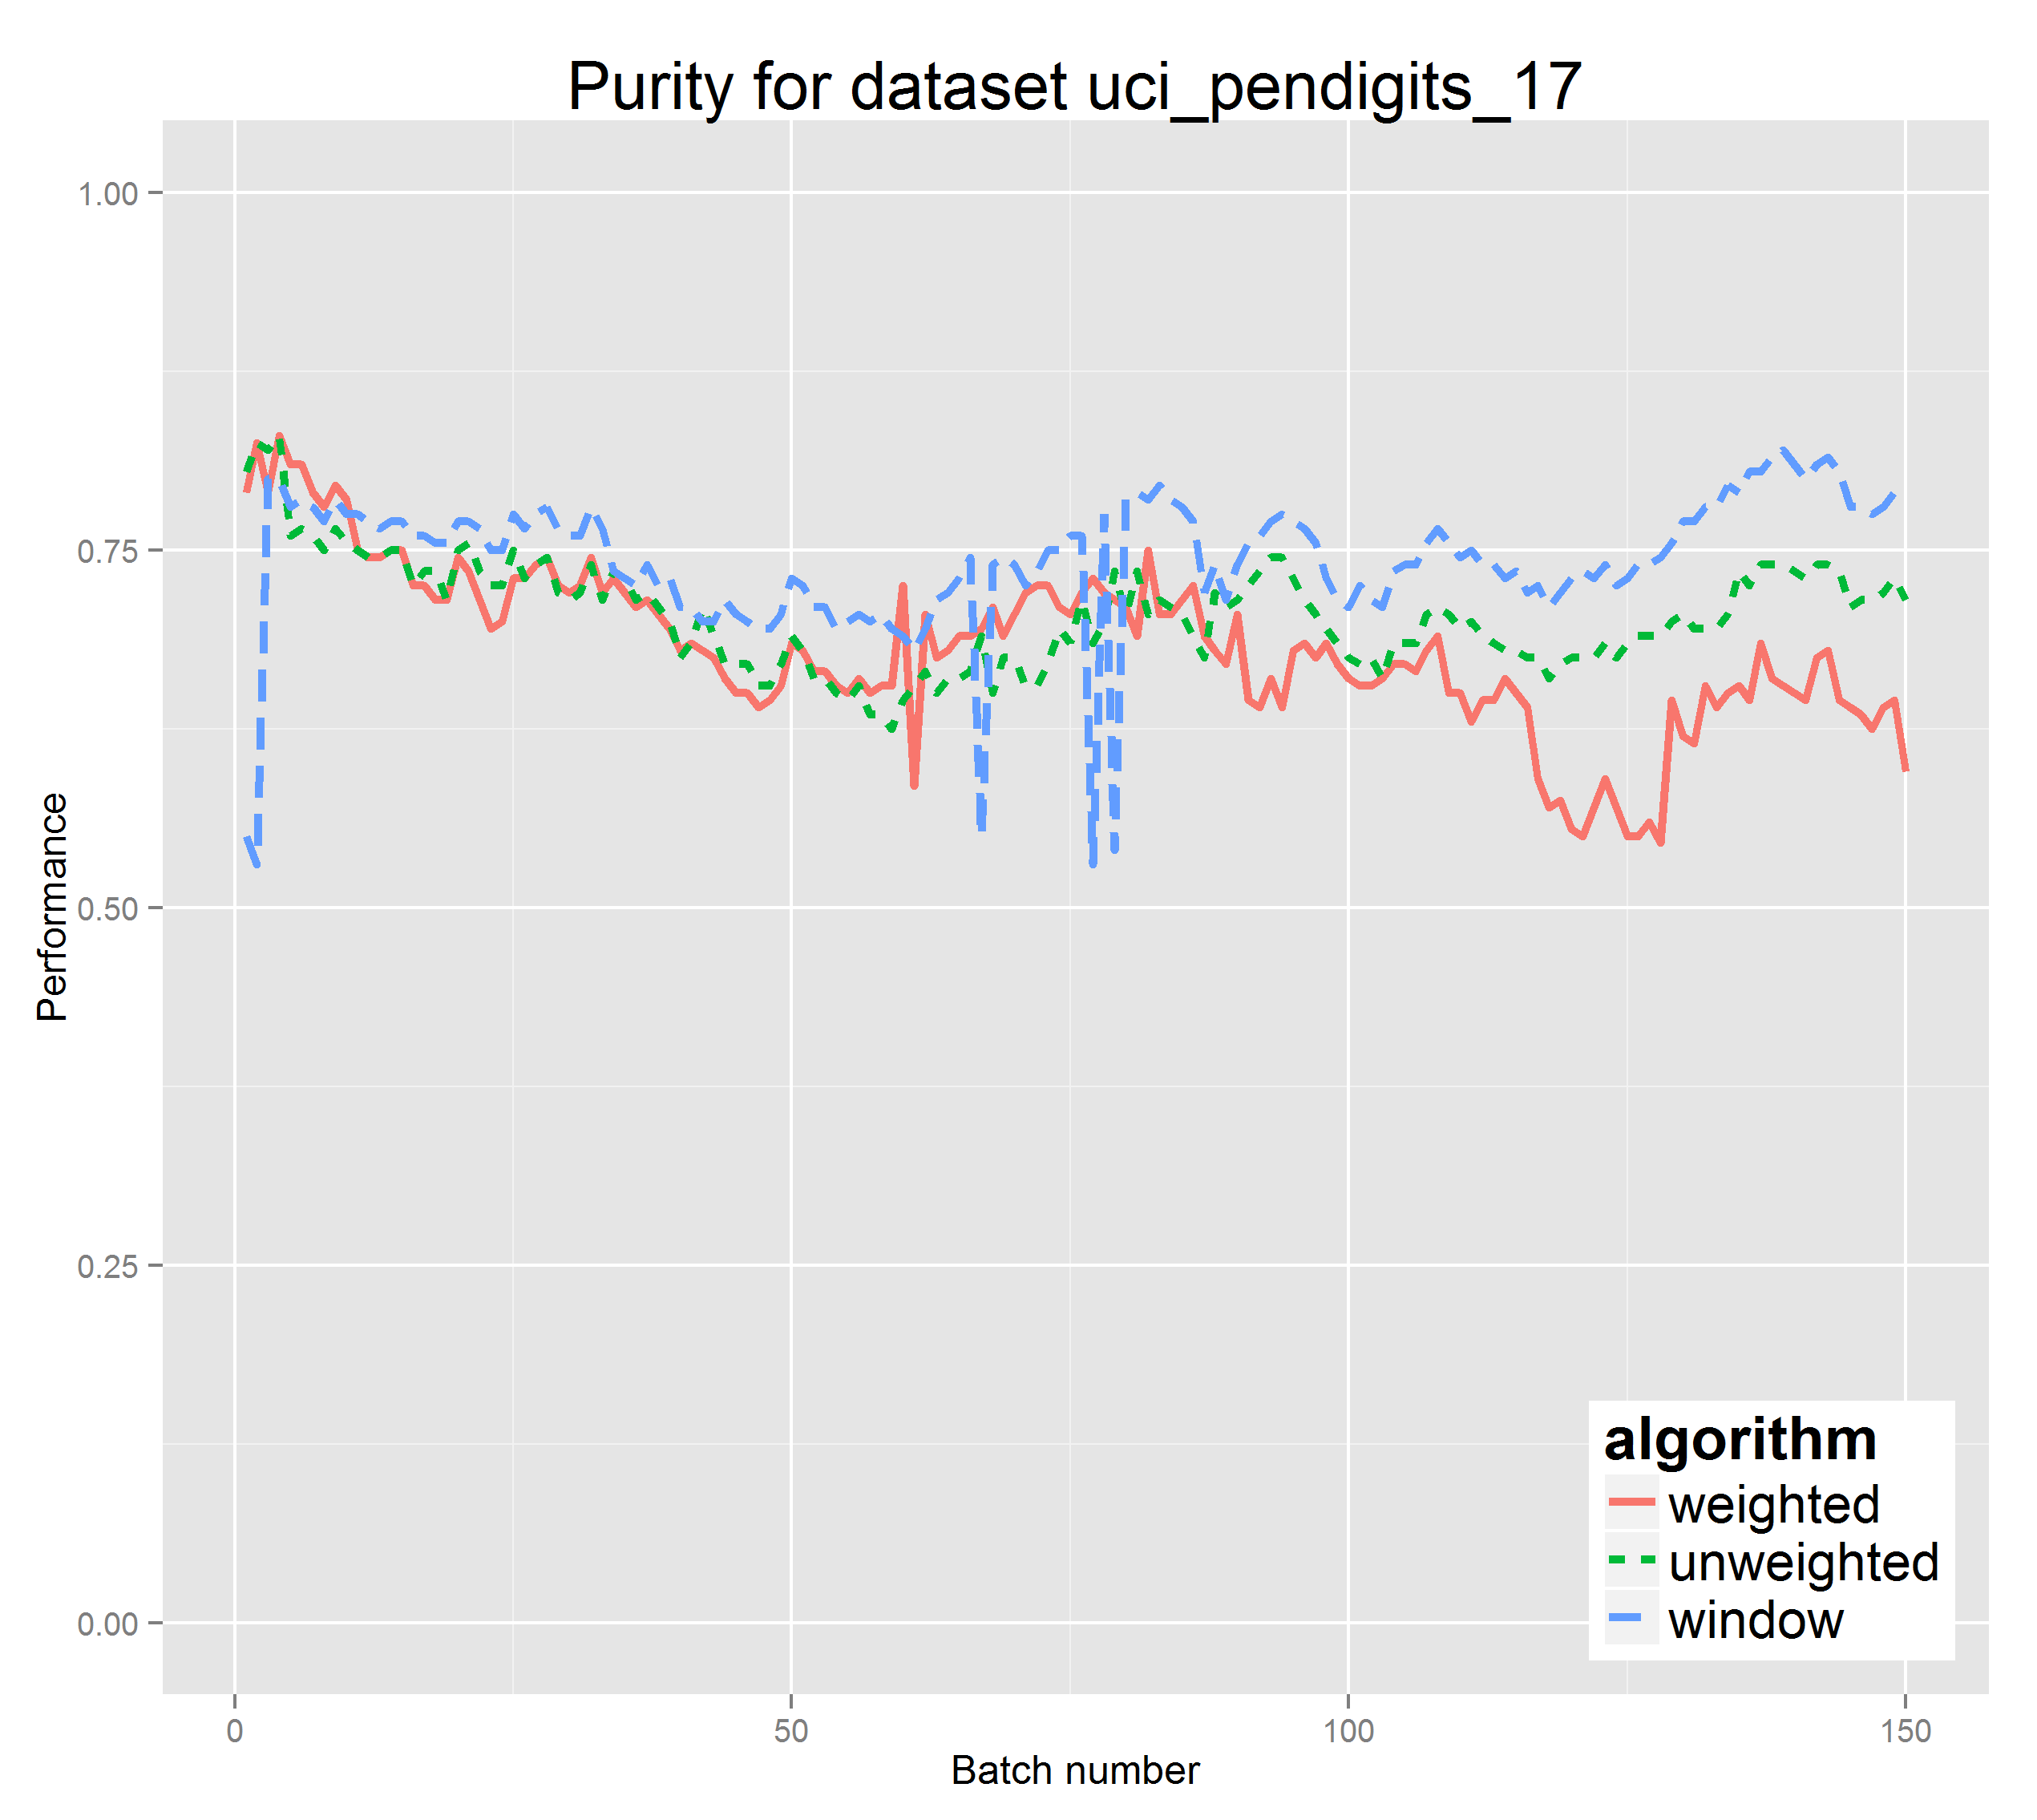 Purity for dataset uci_pendigits_17
1.00
0.75
0.50
0.25
0.00
Performance
0
50
100
150
Batch number
algorithm
weighted
unweighted
window